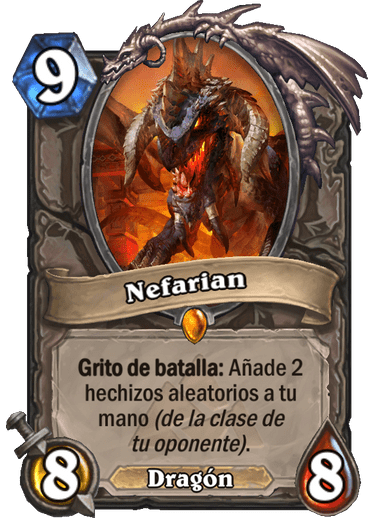 9
Nefarian
Grito de batalla: Añade 2
hechizos aleatorios a tu
mano (de la clase de
tu oponente).
8
Dragón
8